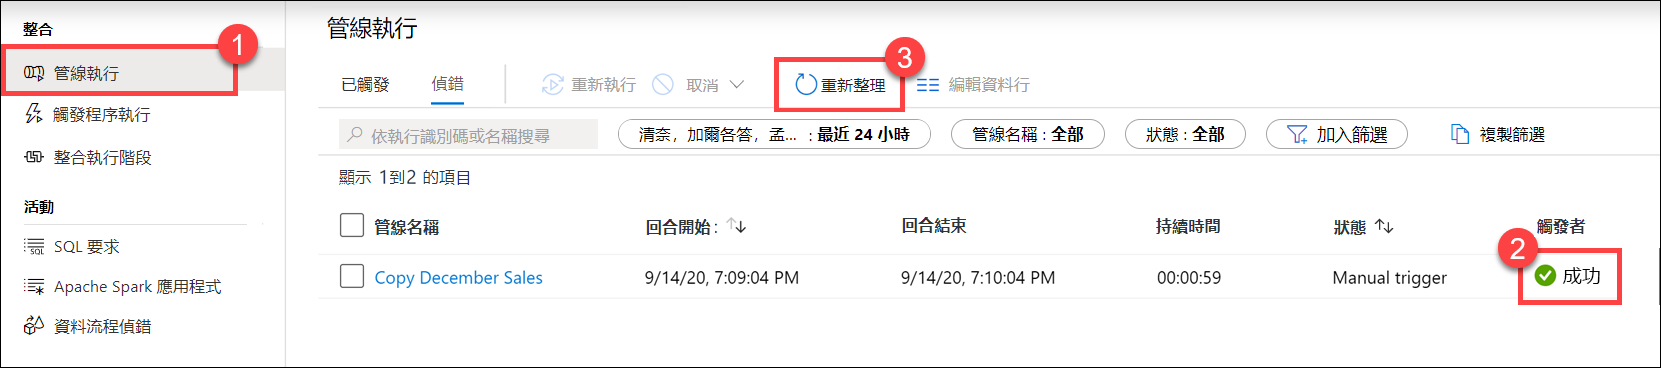 整合
1
管線執行
觸發程序執行
整合執行階段
活動
SQL 要求
Apache Spark 應用程式
資料流程偵錯
管線執行
已觸發 偵錯 重新執行 取消 重新整理 編輯資料行
3
依執行識別碼或名稱搜尋 清奈，加爾各答，孟... : 最近 24 小時 管線名稱 : 全部 狀態 : 全部 加入篩選 複製篩選
顯示 1到2 的項目
管線名稱 回合開始 : ↑↓ 回合結束 持續時間 狀態 ↑↓ 觸發者
2
Copy December Sales 9/14/20, 7:09:04 PM 9/14/20, 7:10:04 PM 00:00:59 Manual trigger 成功